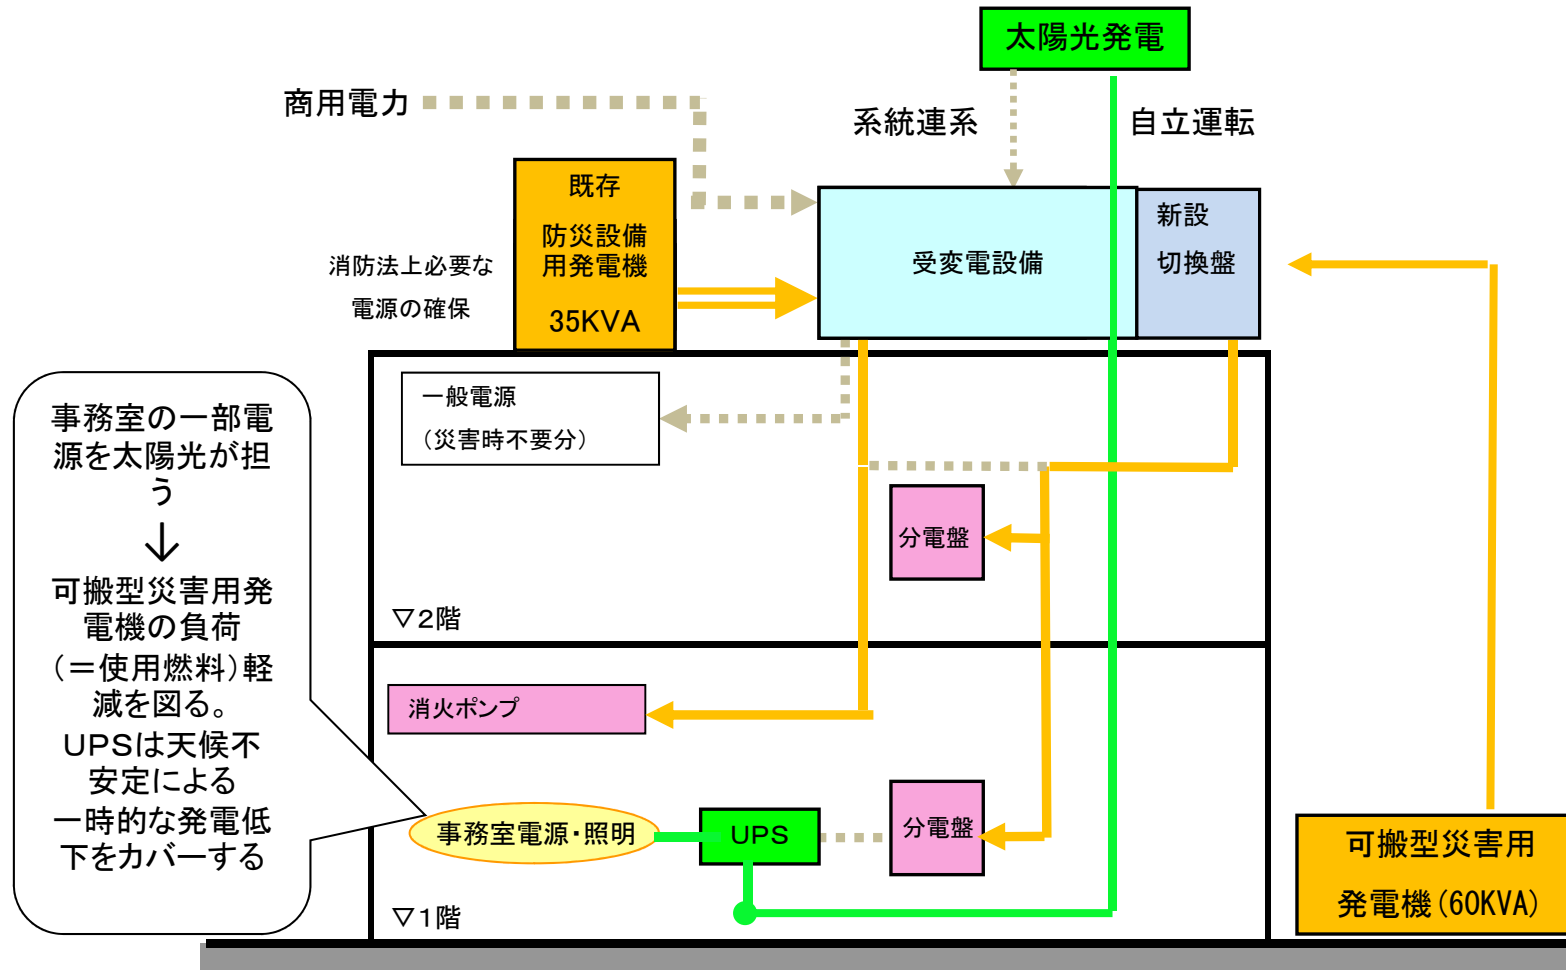 太陽光発電
商用電力
系統連系
自立運転
既存
防災設備
用発電機
35KVA
消防法上必要な
電源の確保
受変電設備
新設
切換盤
一般電源
(災害時不要分)
事務室の一部電
源を太陽光が担
う
↓
可搬型災害用発
電機の負荷
(=使用燃料)軽
減を図る。
UPSは天候不
安定による
一時的な発電低
下をカバーする
分電盤
▽2階
消火ポンプ
事務室電源・照明
UPS
分電盤
▽1階
可搬型災害用
発電機(60KVA)